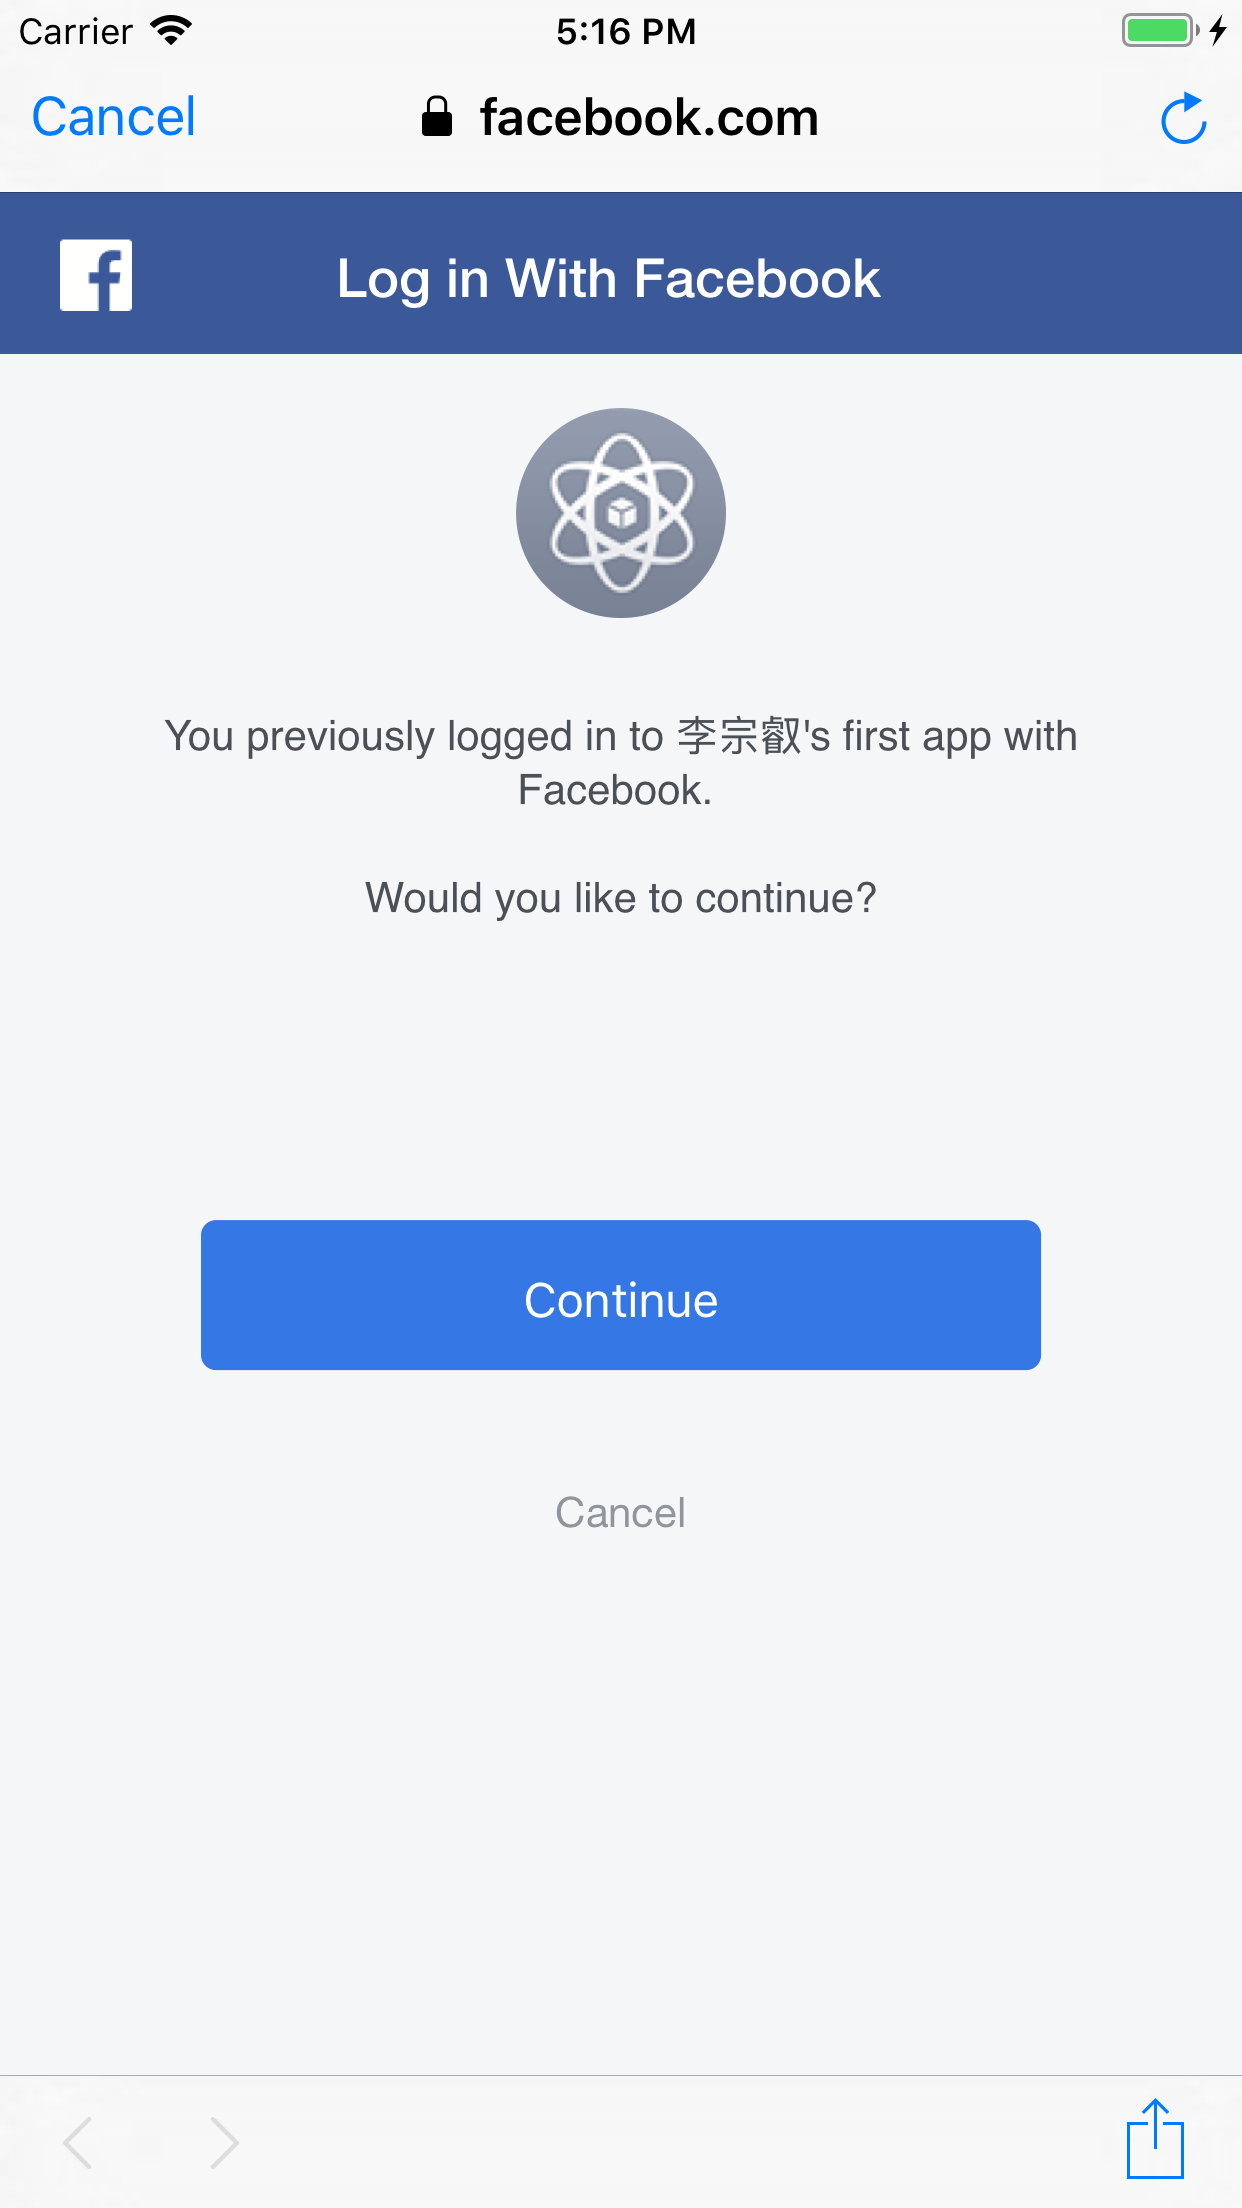 Carrier 5:16 PM
Cancel facebook.com
Log in With Facebook
You previously logged in to 李宗叡's first app with
Facebook.
Would you like to continue?
Continue
Cancel